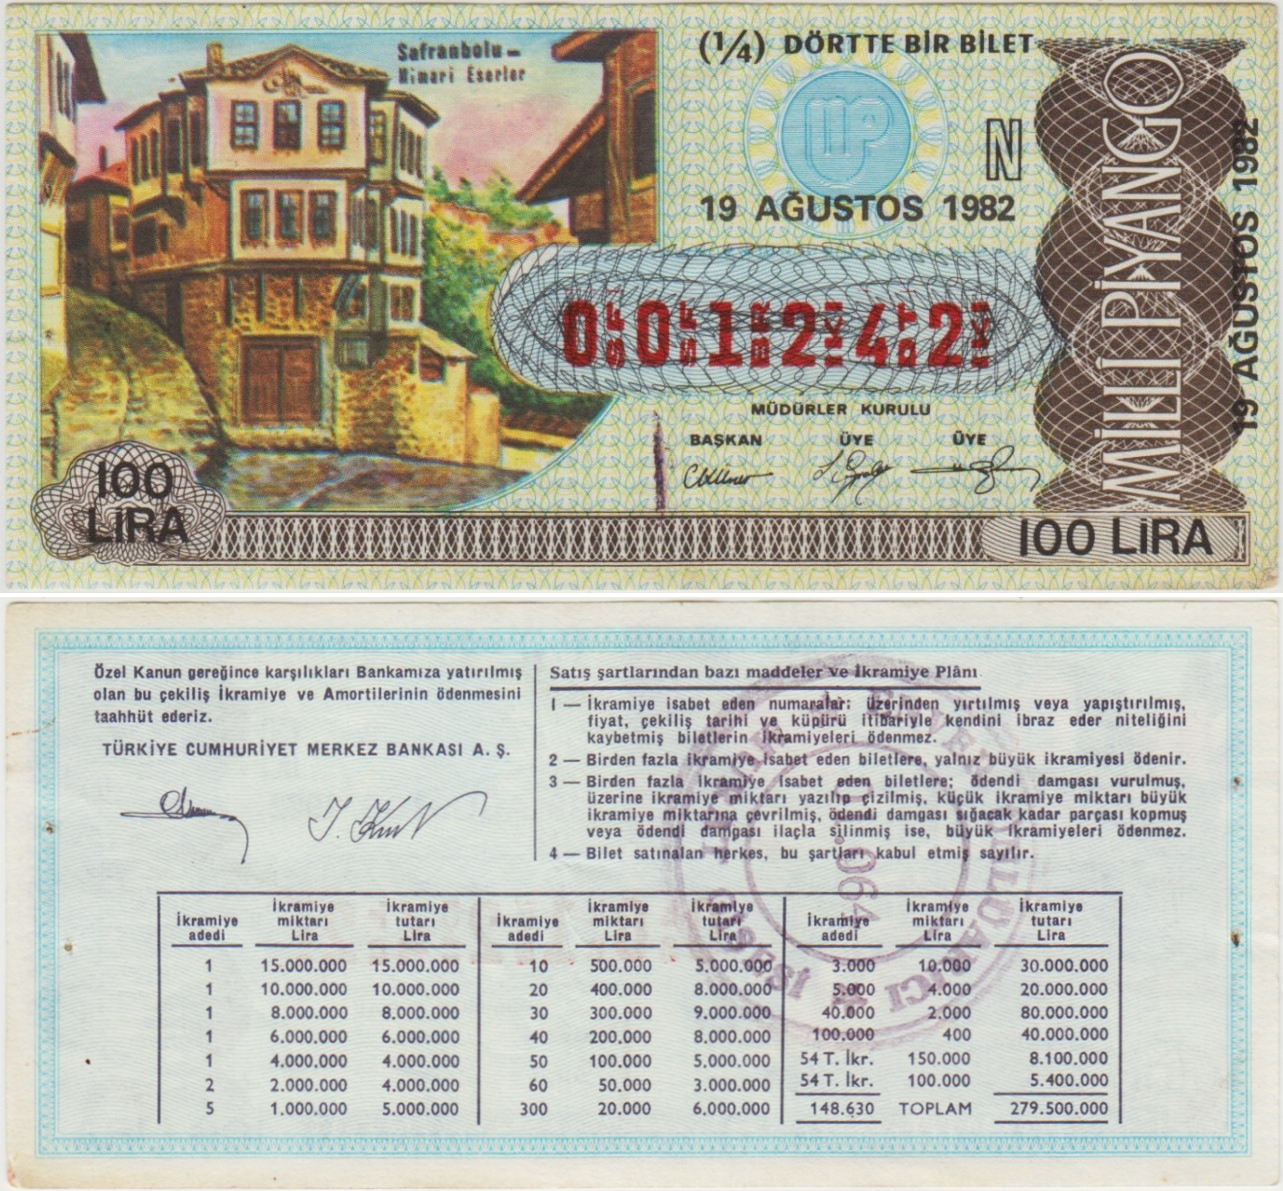 Safranbolu -
Mimari Eserler
(1/4) DÖRTTE BİR BİLET
N
19 AĞUSTOS 1982
MİLLİ PİYANGO
19 AĞUSTOS 1982
0 SIFIR 0 SIFIR 1 BİR 2 İKİ 4 DÖRT 2 İKİ
MÜDÜRLER KURULU
BAŞKAN ÜYE ÜYE
100
LİRA
100 LİRA
Özel Kanun gereğince karşılıkları Bankamıza yatırılmış
olan bu çekiliş İkramiye ve Amortilerinin ödenmesini
taahhüt ederiz.
TÜRKİYE CUMHURİYET MERKEZ BANKASI A. Ş.
Satış şartlarından bazı maddeler ve İkramiye Plânı
1 — İkramiye isabet eden numaralar: üzerinden yırtılmış veya yapıştırılmış,
fiyat, çekiliş tarihi ve küpürü itibariyle kendini ibraz eder niteliğini
kaybetmiş biletlerin ikramiyeleri ödenmez.
2 — Birden fazla ikramiye isabet eden biletlere, yalnız büyük ikramiyesi ödenir.
3 — Birden fazla ikramiye isabet eden biletlere; ödendi damgası vurulmuş,
üzerine ikramiye miktarı yazılıp çizilmiş, küçük ikramiye miktarı büyük
ikramiye miktarına çevrilmiş, ödendi damgası sığacak kadar parçası kopmuş
veya ödendi damgası ilaçla silinmiş ise, büyük ikramiyeleri ödenmez.
4 — Bilet satınalan herkes, bu şartları kabul etmiş sayılır.
İkramiye adedi İkramiye miktarı Lira İkramiye tutarı Lira İkramiye adedi İkramiye miktarı Lira İkramiye tutarı Lira İkramiye adedi İkramiye miktarı Lira İkramiye tutarı Lira
1 15.000.000 15.000.000 10 500.000 5.000.000 3.000 10.000 30.000.000
1 10.000.000 10.000.000 20 400.000 8.000.000 5.000 4.000 20.000.000
1 8.000.000 8.000.000 30 300.000 9.000.000 40.000 2.000 80.000.000
1 6.000.000 6.000.000 40 200.000 8.000.000 100.000 400 40.000.000
1 4.000.000 4.000.000 50 100.000 5.000.000 54 T. İkr. 150.000 8.100.000
2 2.000.000 4.000.000 60 50.000 3.000.000 54 T. İkr. 100.000 5.400.000
5 1.000.000 5.000.000 300 20.000 6.000.000 148.630 TOPLAM 279.500.000